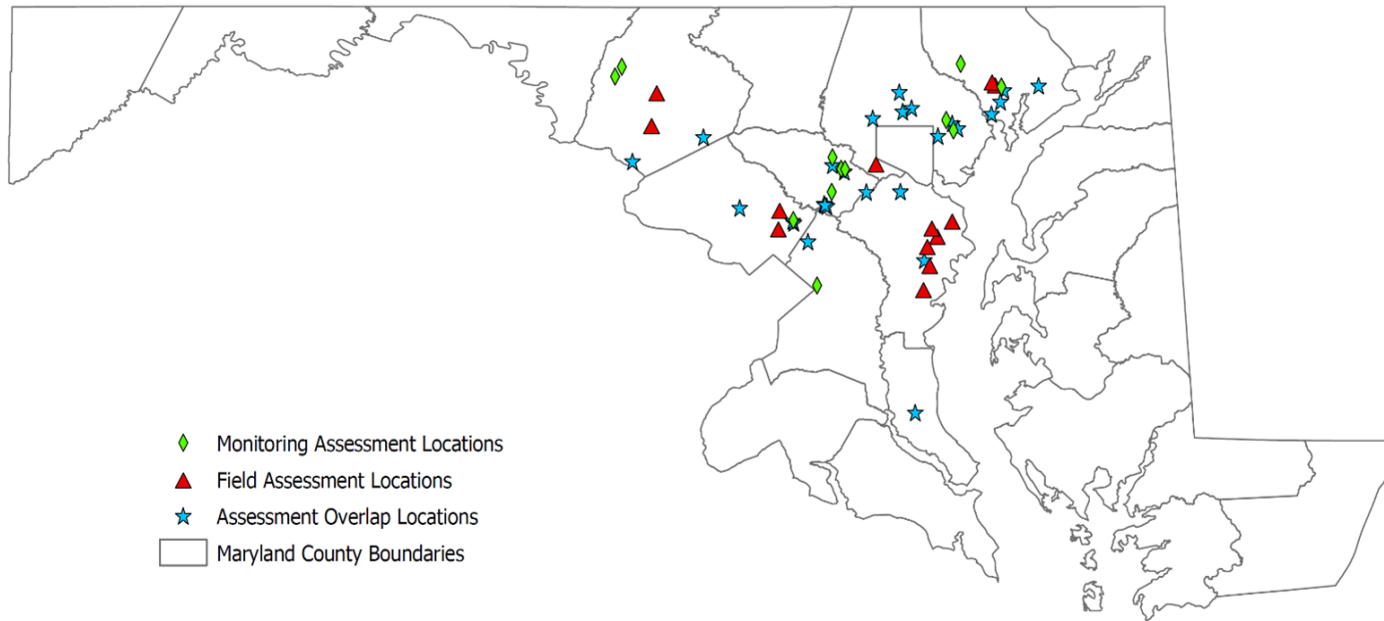 Monitoring Assessment Locations
Field Assessment Locations
Assessment Overlap Locations
Maryland County Boundaries